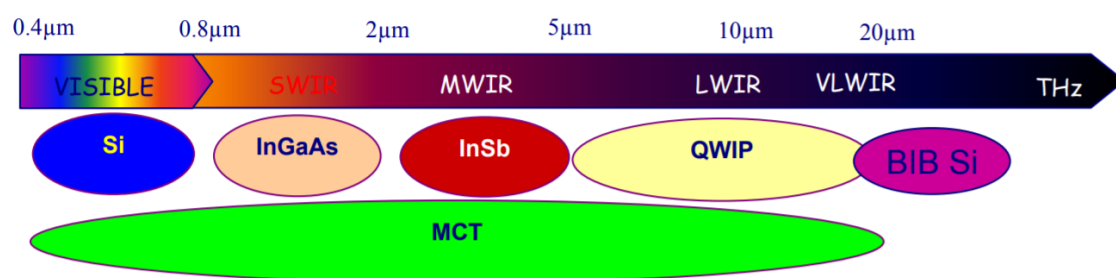 0.4µm 0.8µm 2µm 5µm 10µm 20µm
VISIBLE SWIR MWIR LWIR VLWIR THz
Si InGaAs InSb QWIP BIB Si
MCT